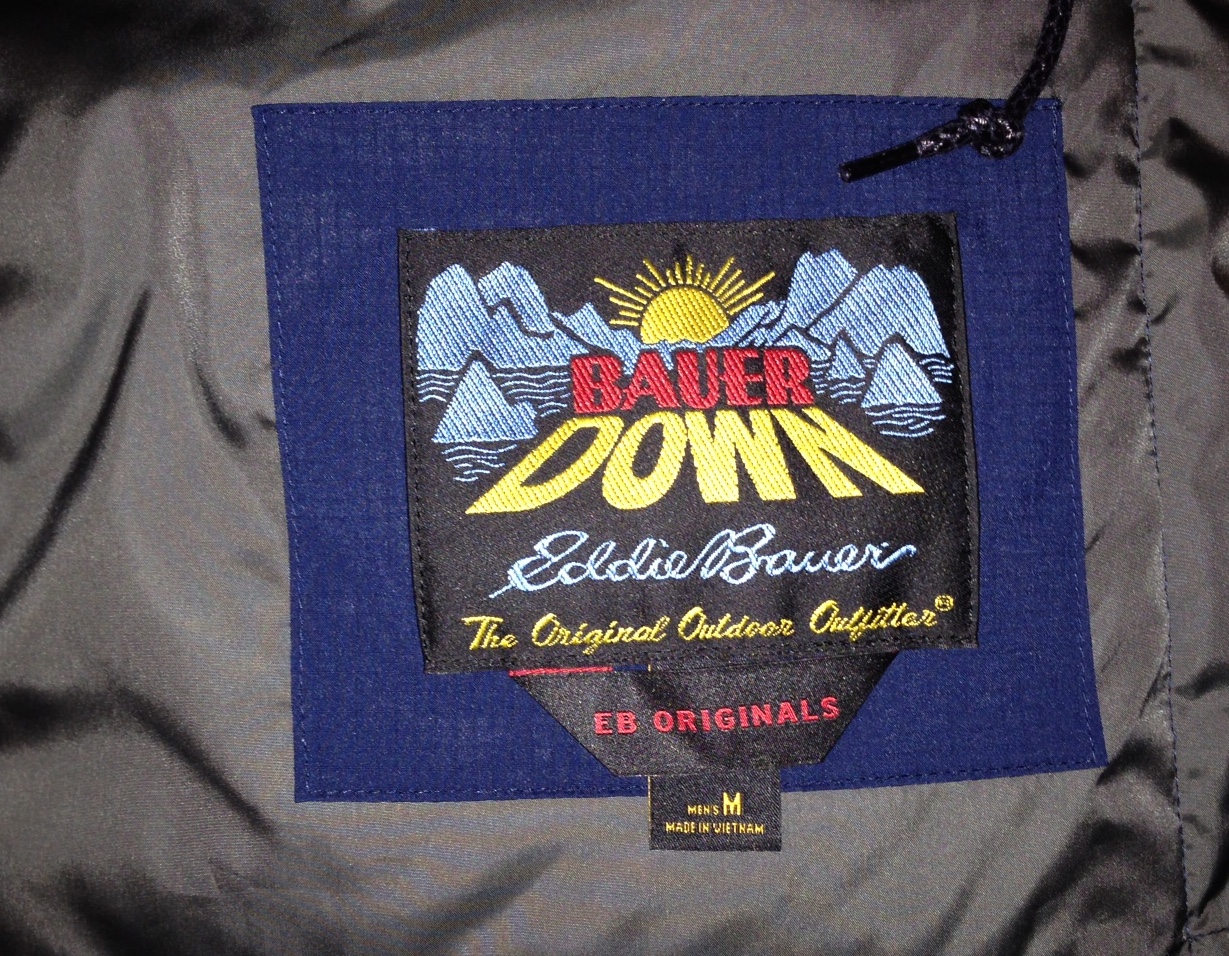 BAUER
DOWN
Eddie Bauer
The Original Outdoor Outfitter®
EB ORIGINALS
MEN'S M
MADE IN VIETNAM